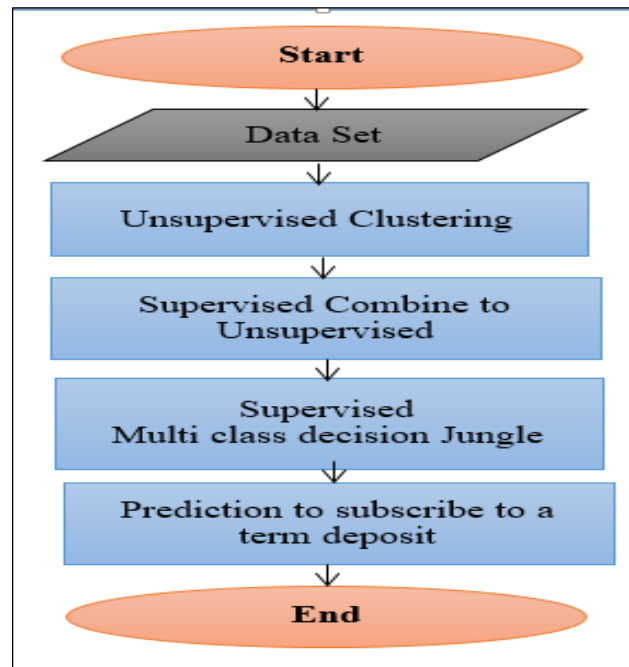 Start
Data Set
Unsupervised Clustering
Supervised Combine to
Unsupervised
Supervised
Multi class decision Jungle
Prediction to subscribe to a
term deposit
End